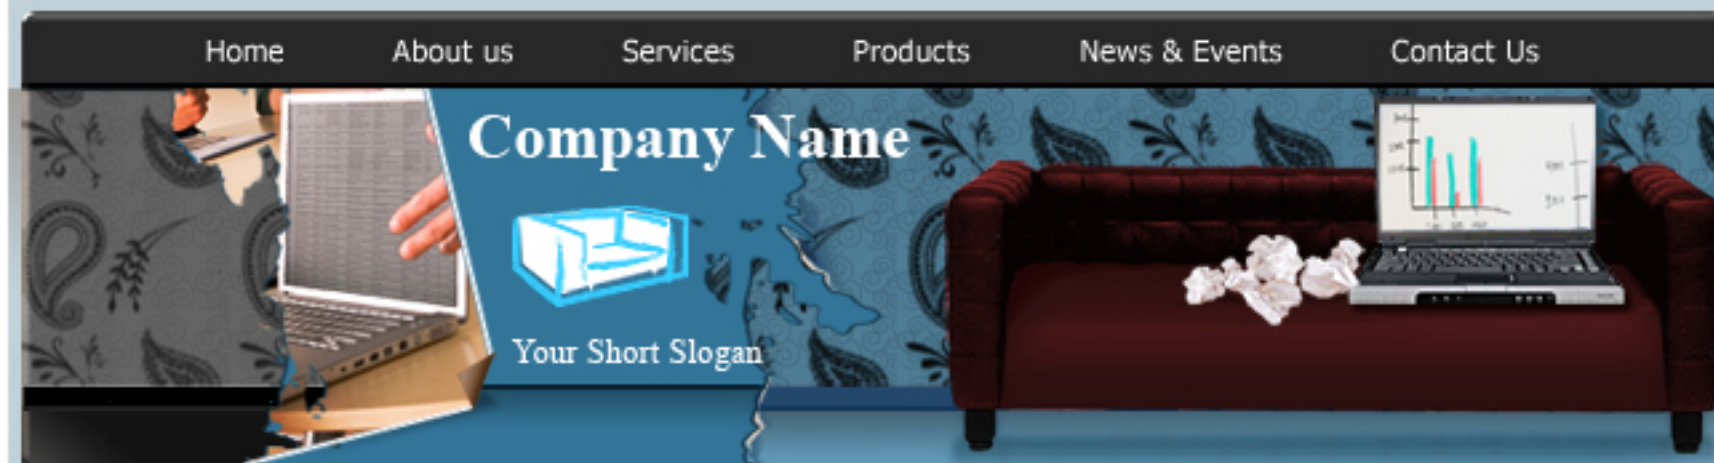 Home About us Services Products News & Events Contact Us
Company Name
Your Short Slogan